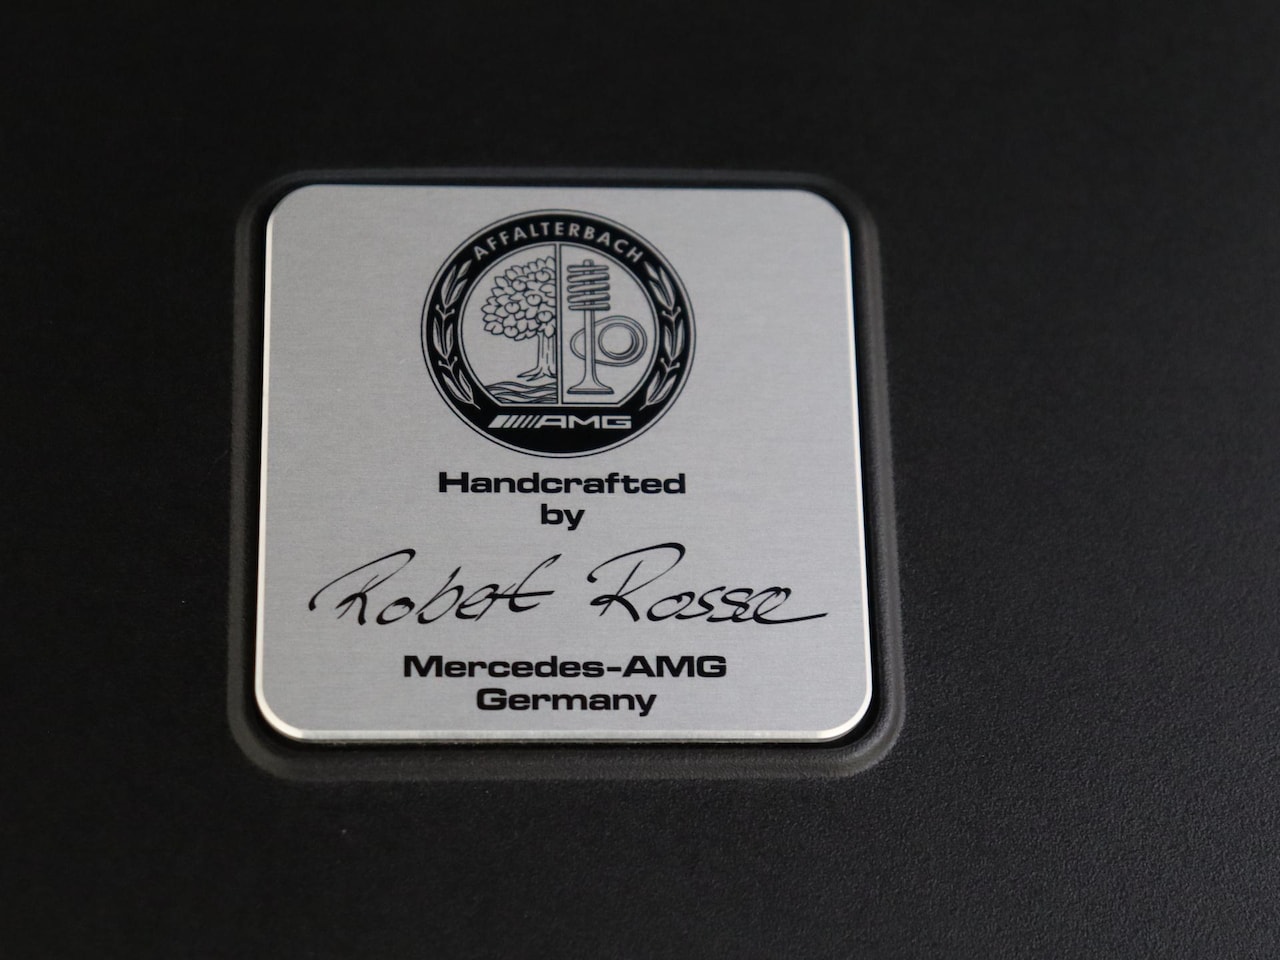 AFFALTERBACH
AMG
Handcrafted
by
Robert Rosse
Mercedes-AMG
Germany